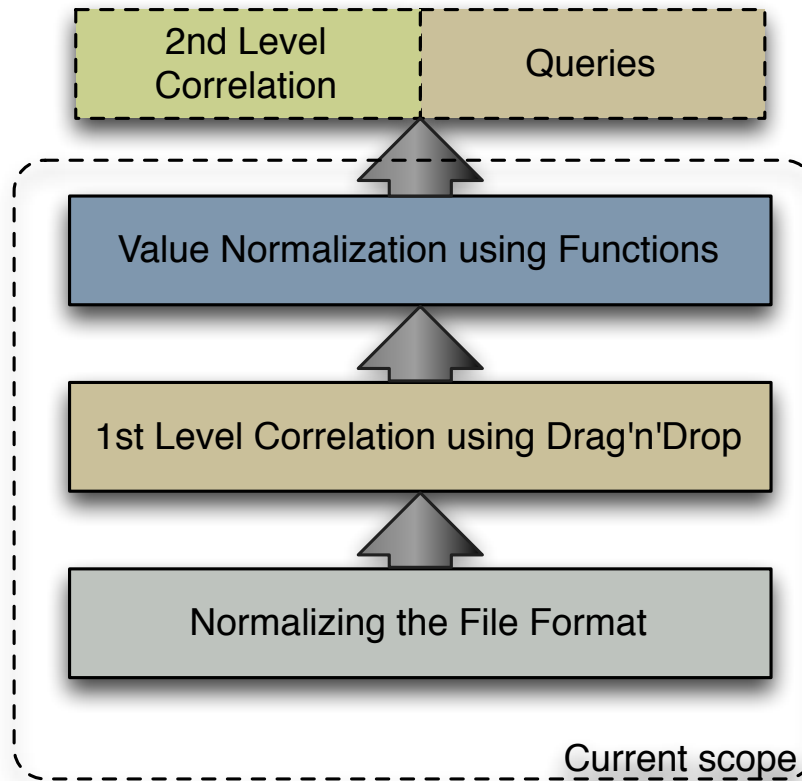 2nd Level
Correlation
Queries
Value Normalization using Functions
1st Level Correlation using Drag'n'Drop
Normalizing the File Format
Current scope